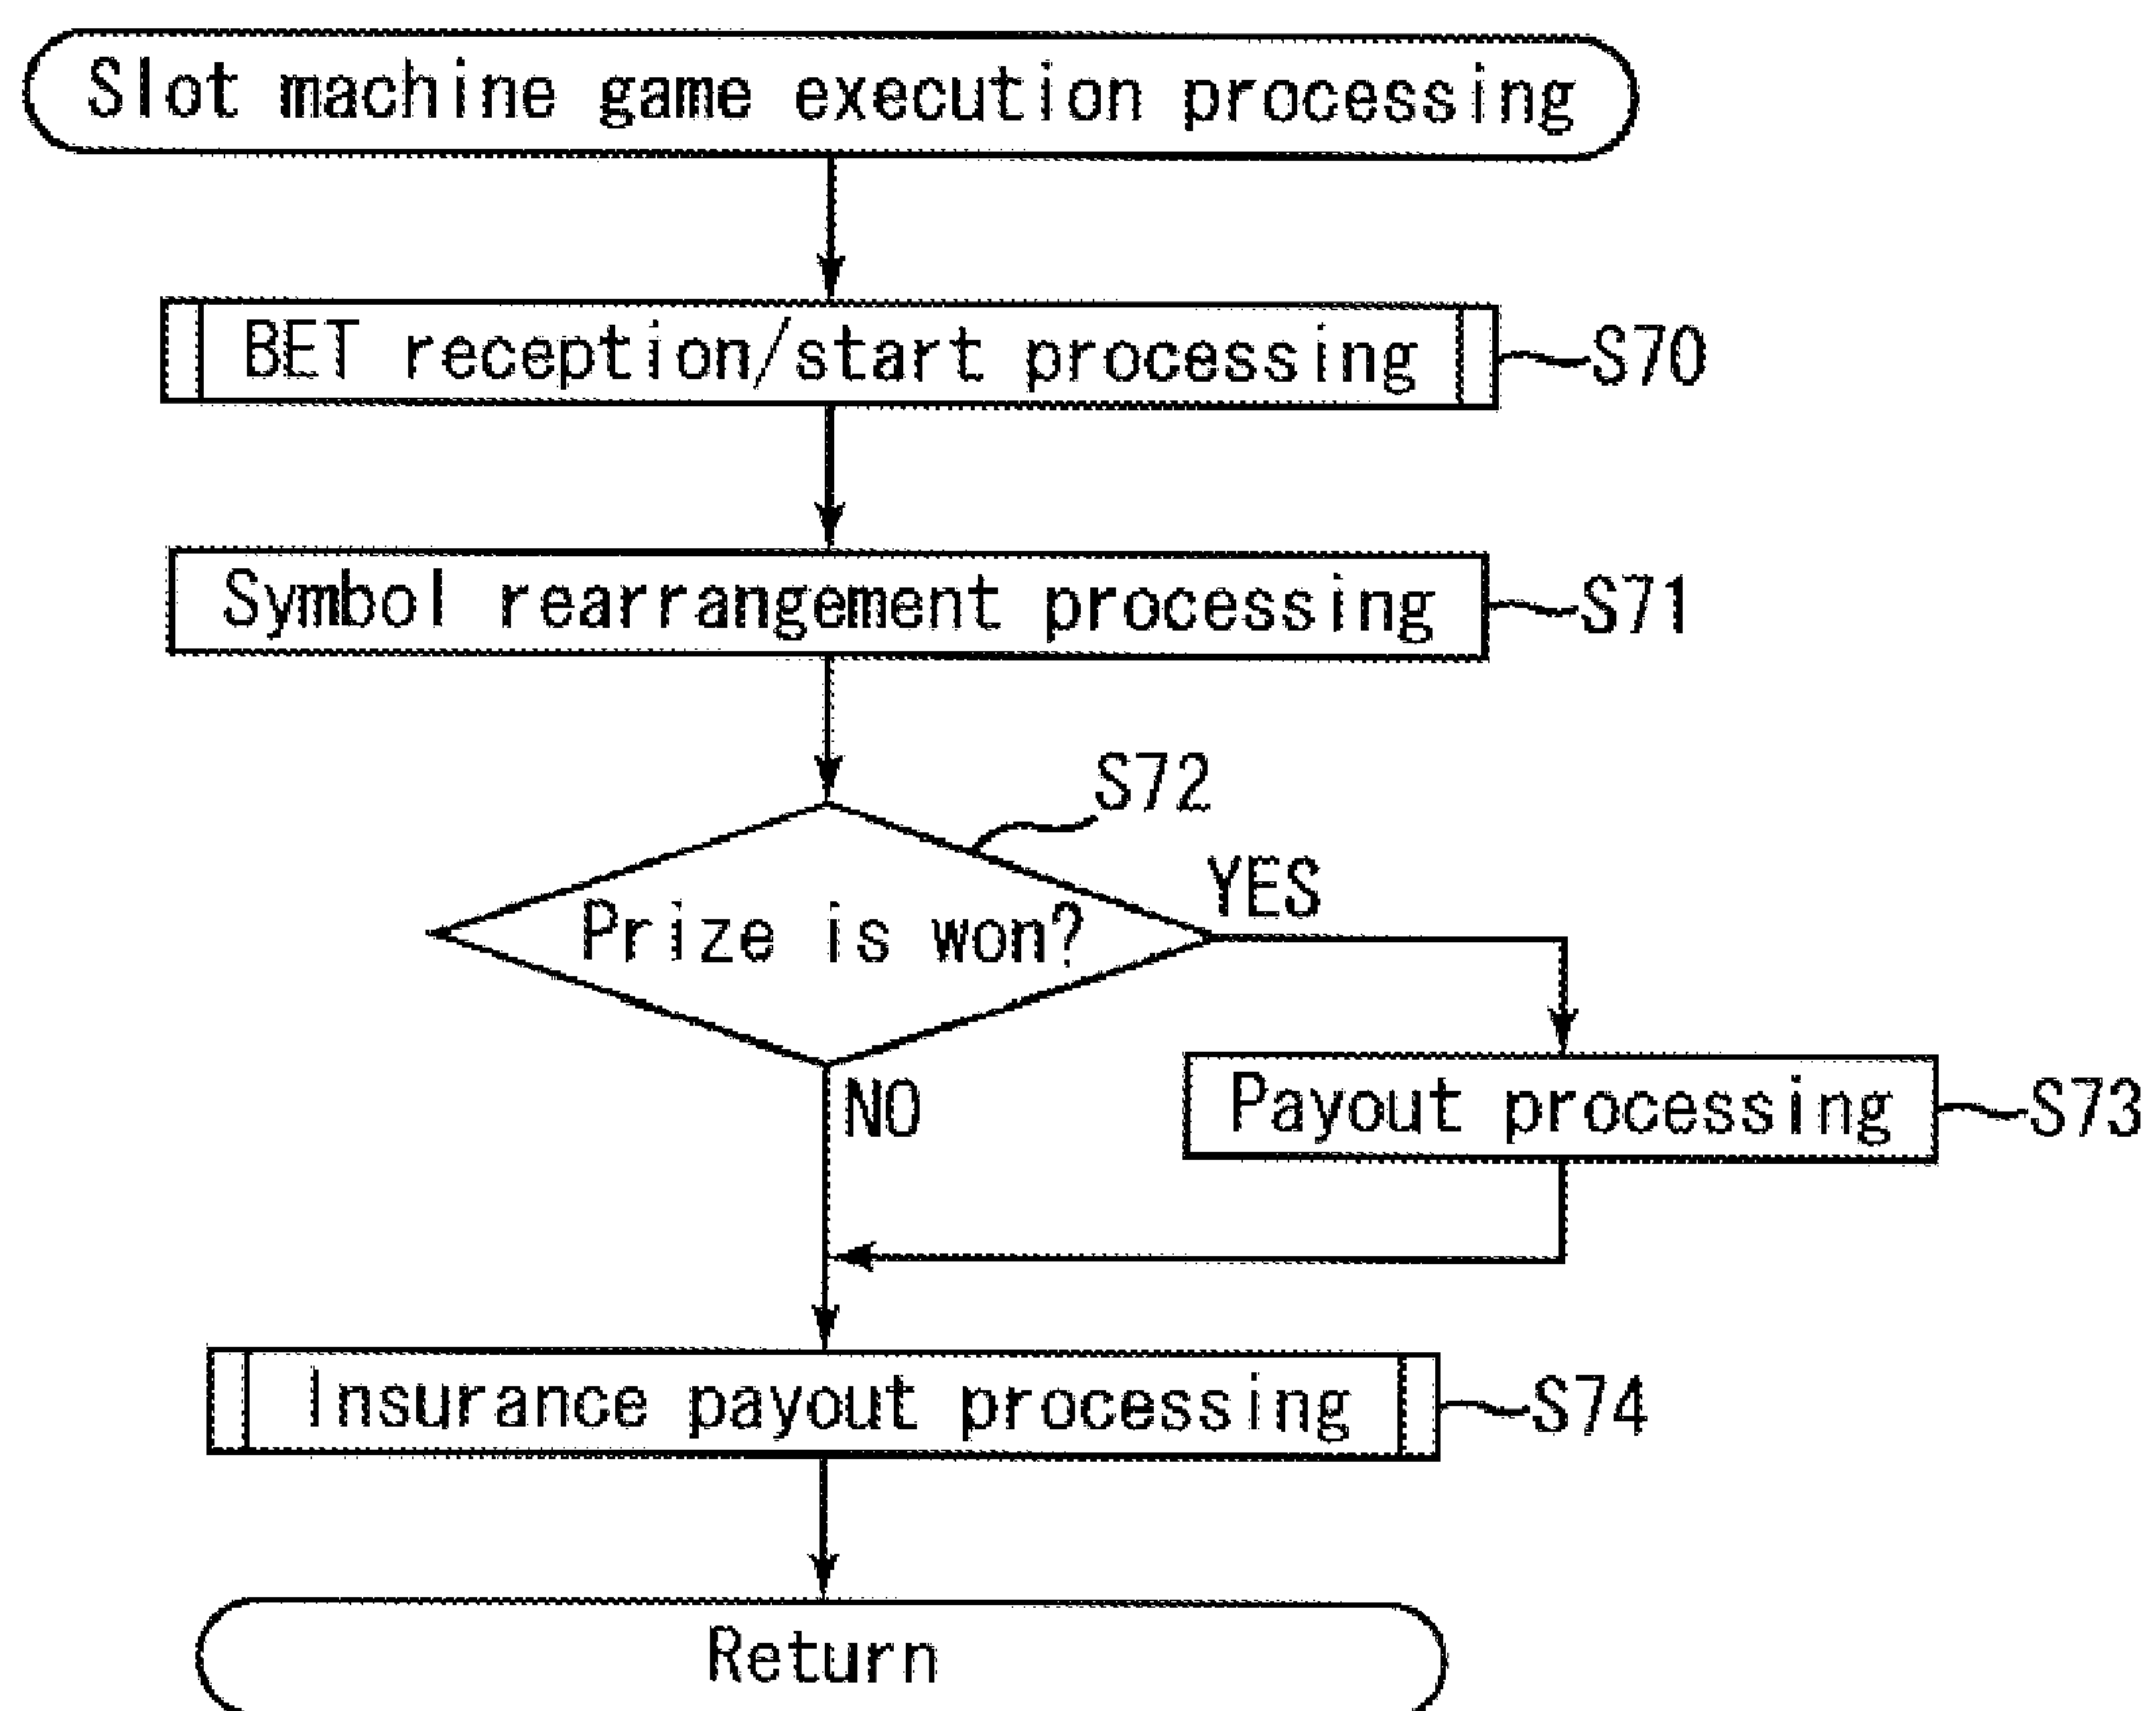 Slot machine game execution processing
BET reception/start processing
S70
Symbol rearrangement processing
S71
S72
Prize is won?
YES
NO
Payout processing
S73
Insurance payout processing
S74
Return